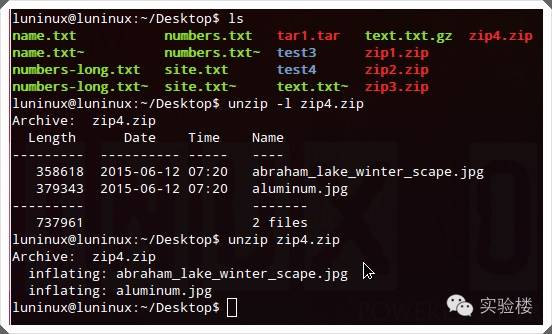 luninux@luninux:~/Desktop$ ls
name.txt numbers.txt tar1.tar text.txt.gz zip4.zip
name.txt~ numbers.txt~ test3 zip1.zip
numbers-long.txt site.txt test4 zip2.zip
numbers-long.txt~ site.txt~ text.txt~ zip3.zip
luninux@luninux:~/Desktop$ unzip -l zip4.zip
Archive:  zip4.zip
  Length      Date    Time    Name
---------  ---------- -----   ----
   358618  2015-06-12 07:20   abraham_lake_winter_scape.jpg
   379343  2015-06-12 07:20   aluminum.jpg
---------                     -------
   737961                     2 files
luninux@luninux:~/Desktop$ unzip zip4.zip
Archive:  zip4.zip
  inflating: abraham_lake_winter_scape.jpg
  inflating: aluminum.jpg
luninux@luninux:~/Desktop$
实验楼